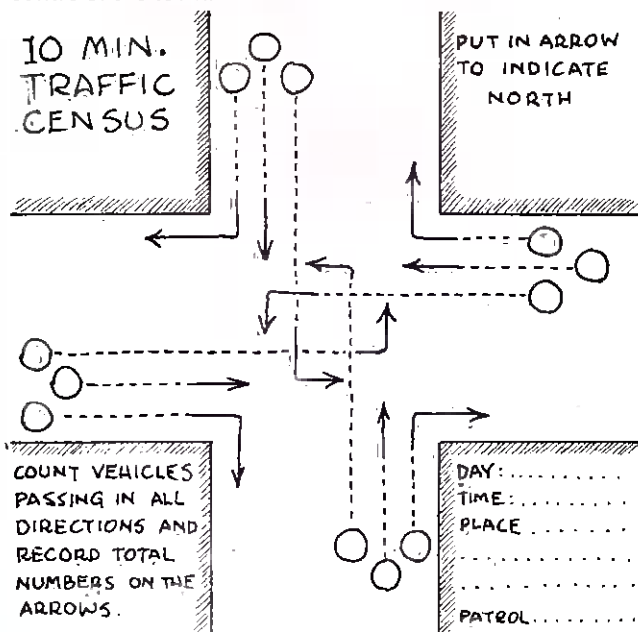 10 MIN.
TRAFFIC
CENSUS
PUT IN ARROW
TO INDICATE
NORTH
COUNT VEHICLES
PASSING IN ALL
DIRECTIONS AND
RECORD TOTAL
NUMBERS ON THE
ARROWS.
DAY:..........
TIME:.........
PLACE.........
..............
..............
PATROL........